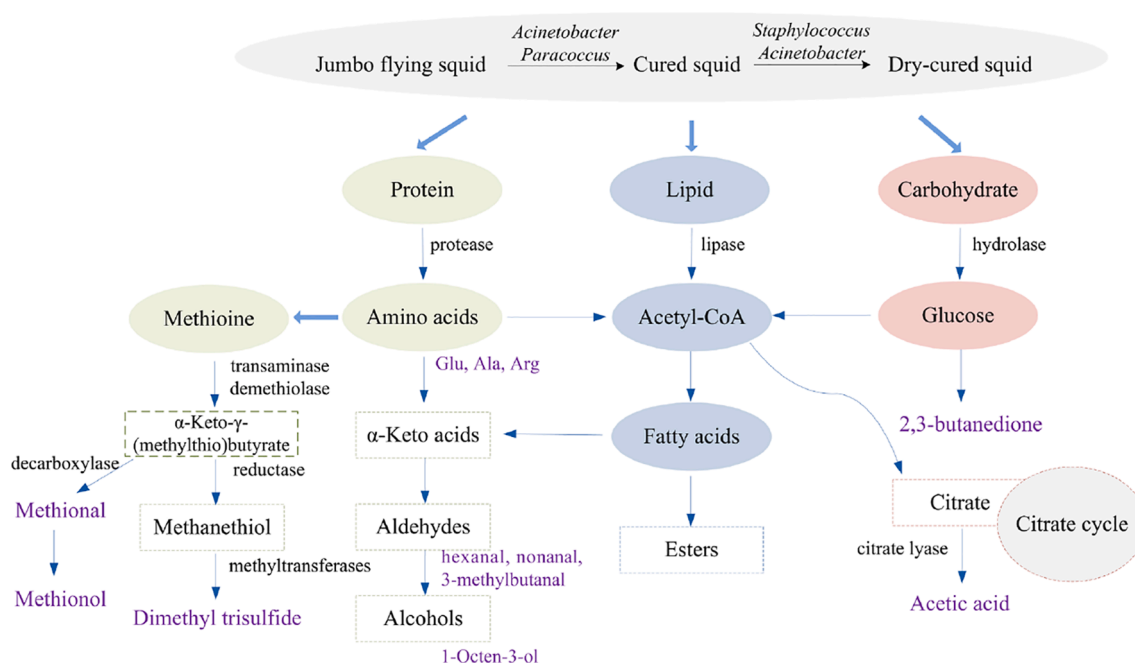 Acinetobacter
Paracoccus
Staphylococcus
Acinetobacter
Jumbo flying squid
Cured squid
Dry-cured squid
Protein
Lipid
Carbohydrate
protease
lipase
hydrolase
Methioine
Amino acids
Acetyl-CoA
Glucose
transaminase
demethiolase
Glu, Ala, Arg
α-Keto-γ-
(methylthio)butyrate
α-Keto acids
Fatty acids
2,3-butanedione
decarboxylase
reductase
Methional
Methanethiol
Aldehydes
Esters
Citrate
Citrate cycle
hexanal, nonanal,
3-methylbutanal
citrate lyase
methyltransferases
Methionol
Dimethyl trisulfide
Alcohols
Acetic acid
1-Octen-3-ol